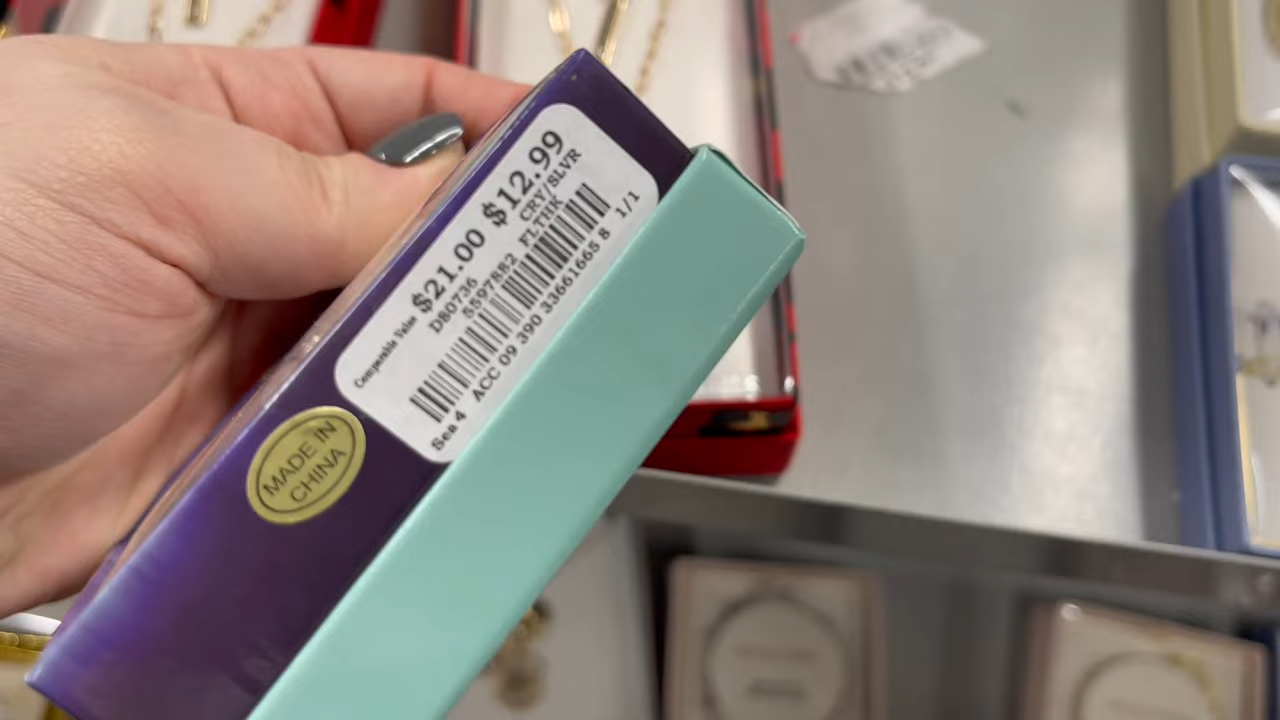 Comparable Value $21.00 $12.99
D80736 CRY/SLVR
5597882 FLTHK
Sea 4 ACC 09 390 33661665 8 1/1
MADE IN
CHINA